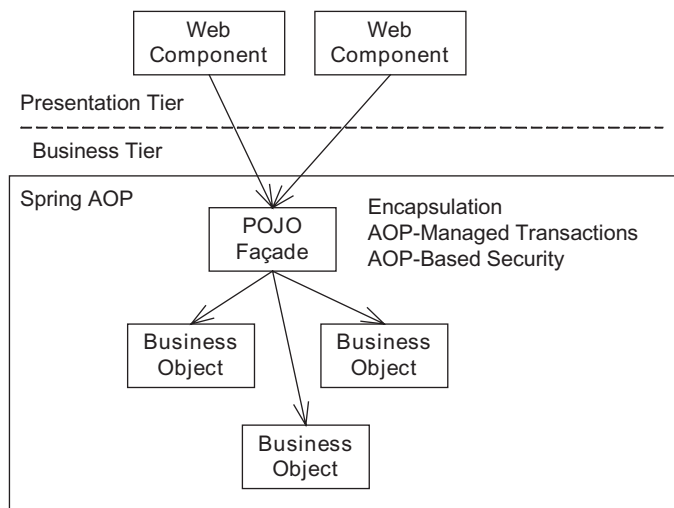 Web
Component
Web
Component
Presentation Tier
Business Tier
Spring AOP
POJO
Façade
Encapsulation
AOP-Managed Transactions
AOP-Based Security
Business
Object
Business
Object
Business
Object